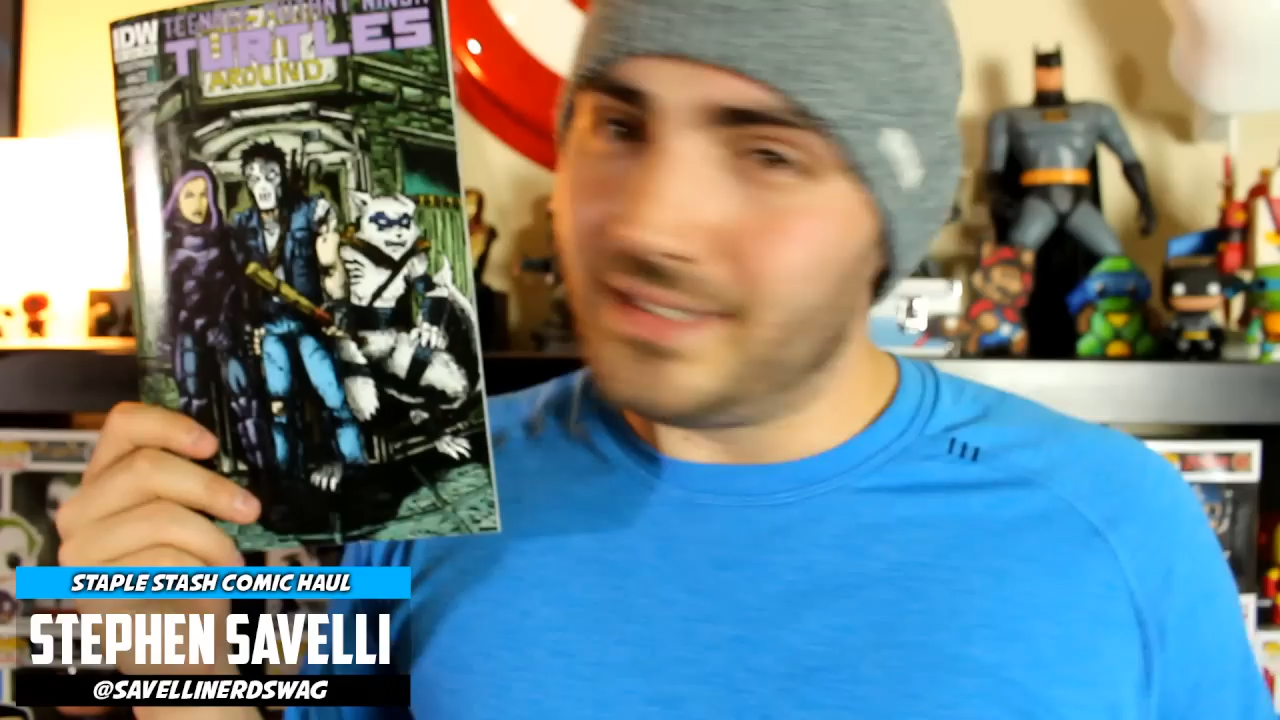 IDW
TEENAGE MUTANT NINJA
TURTLES
AROUND
STAPLE STASH COMIC HAUL
STEPHEN SAVELLI
@SAVELLINERDSWAG